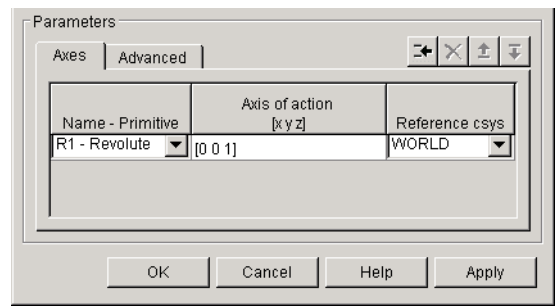 Parameters
Axes Advanced
Axis of action
Name - Primitive [x y z] Reference csys
R1 - Revolute [0 0 1] WORLD
OK Cancel Help Apply